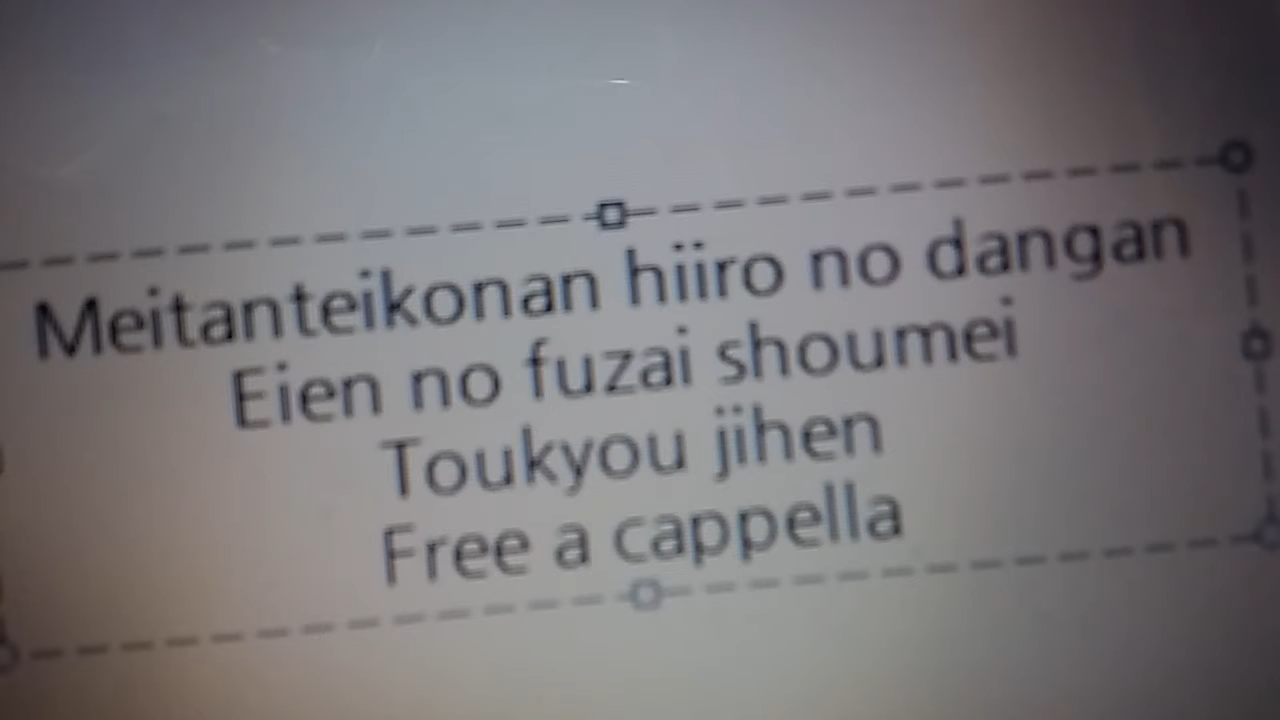 Meitanteikonan hiiro no dangan
Eien no fuzai shoumei
Toukyou jihen
Free a cappella